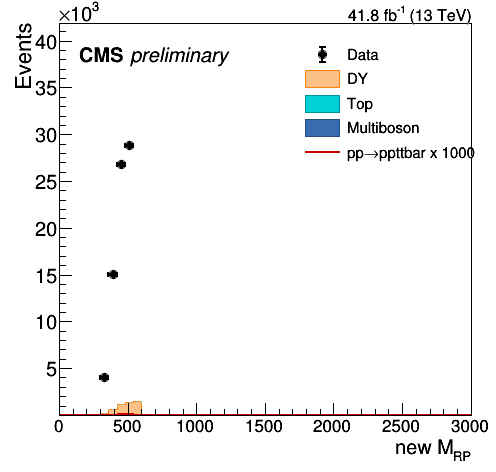 ×10³
41.8 fb⁻¹ (13 TeV)
Events
CMS preliminary
Data
DY
Top
Multiboson
pp→ppttbar x 1000
40
35
30
25
20
15
10
5
0 500 1000 1500 2000 2500 3000
new M_RP